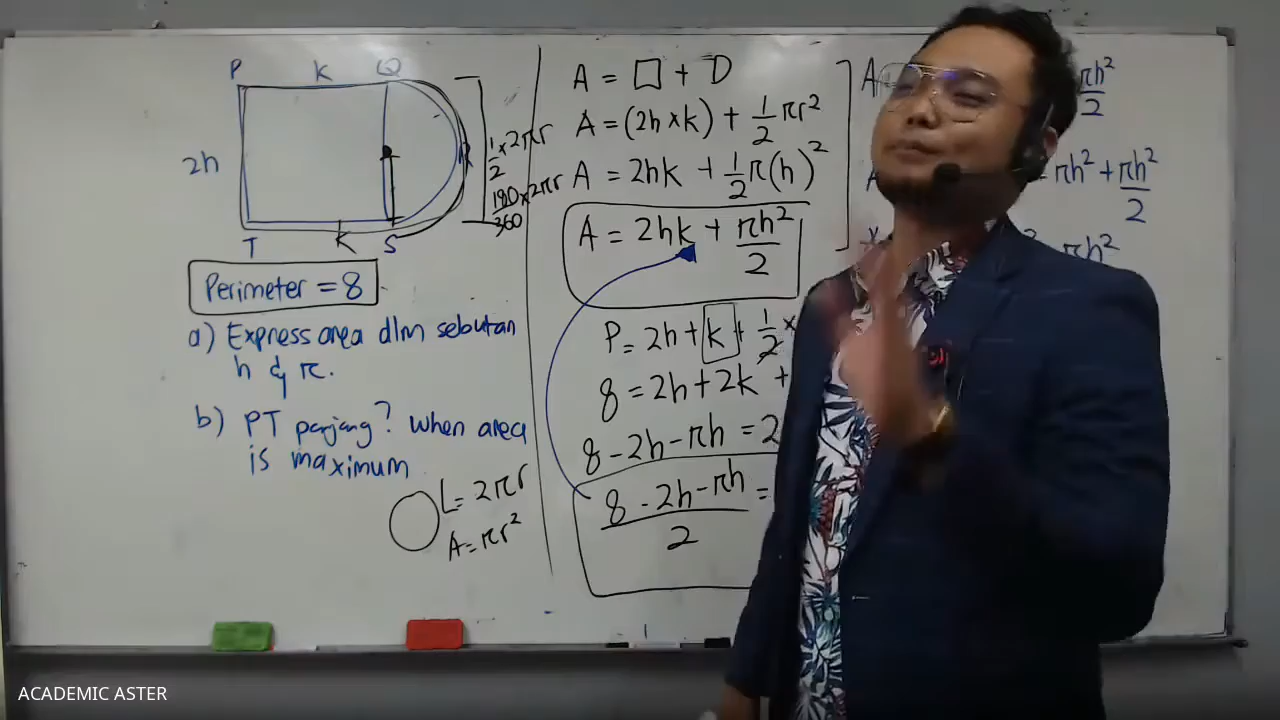 P k Q
2h
T k S
1/2 × 2πr
180/360 × 2πr
Perimeter = 8
a) Express area dlm sebutan
h & π.
b) PT panjang? when area
is maximum
L = 2πr
A = πr²
A = □ + D
A = (2h × k) + 1/2 πr²
A = 2hk + 1/2 π(h)²
A = 2hk + πh²/2
P = 2h + k + 1/2 ×
8 = 2h + 2k +
8 - 2h - πh = 2
8 - 2h - πh / 2 =
A
πh²/2
= πh² + πh²/2
πh²
ACADEMIC ASTER